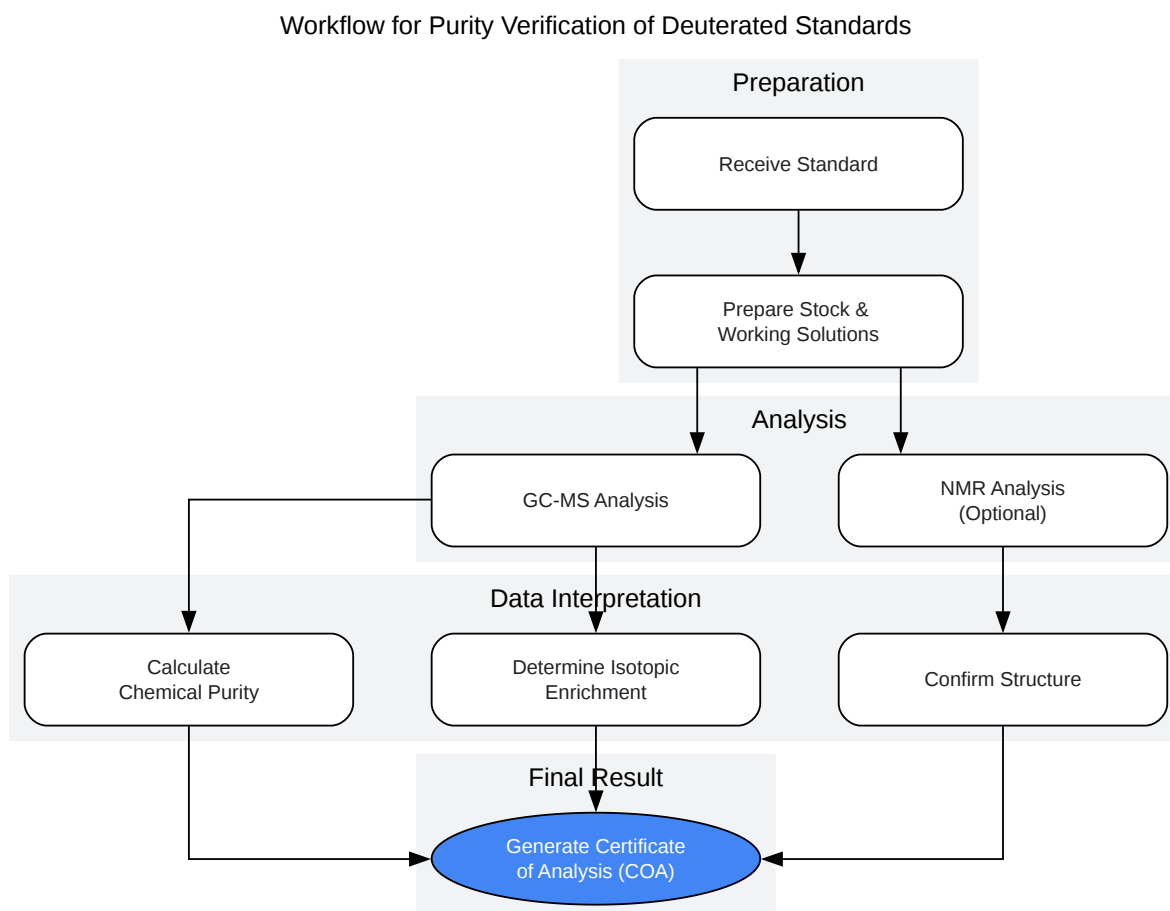 Workflow for Purity Verification of Deuterated Standards
Preparation
Receive Standard
Prepare Stock &
Working Solutions
Analysis
GC-MS Analysis
NMR Analysis
(Optional)
Data Interpretation
Calculate
Chemical Purity
Determine Isotopic
Enrichment
Confirm Structure
Final Result
Generate Certificate
of Analysis (COA)